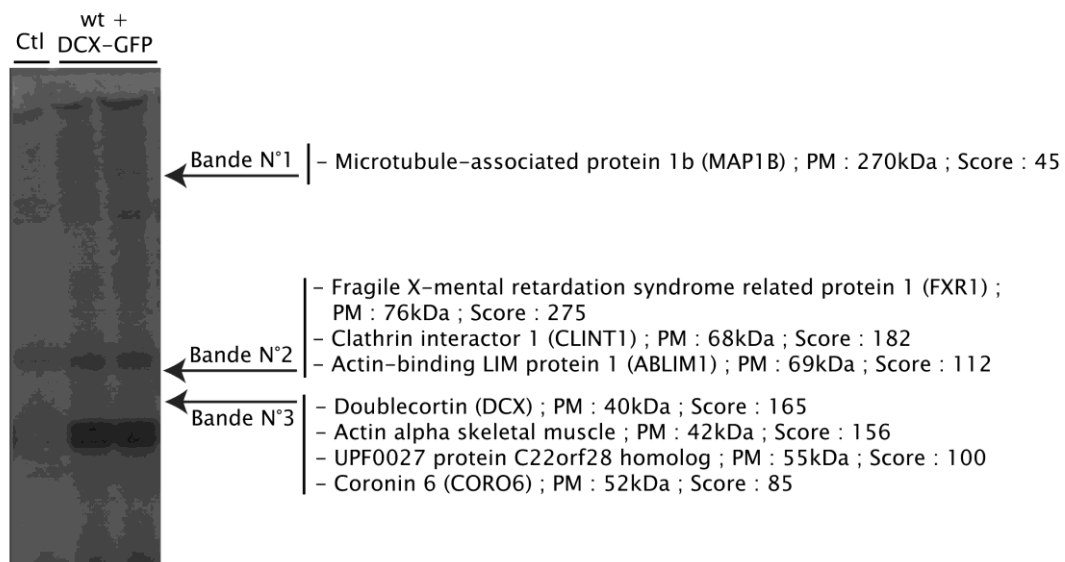 wt +
Ctl DCX-GFP
Bande N°1
- Microtubule-associated protein 1b (MAP1B) ; PM : 270kDa ; Score : 45
- Fragile X-mental retardation syndrome related protein 1 (FXR1) ;
PM : 76kDa ; Score : 275
- Clathrin interactor 1 (CLINT1) ; PM : 68kDa ; Score : 182
Bande N°2
- Actin-binding LIM protein 1 (ABLIM1) ; PM : 69kDa ; Score : 112
Bande N°3
- Doublecortin (DCX) ; PM : 40kDa ; Score : 165
- Actin alpha skeletal muscle ; PM : 42kDa ; Score : 156
- UPF0027 protein C22orf28 homolog ; PM : 55kDa ; Score : 100
- Coronin 6 (CORO6) ; PM : 52kDa ; Score : 85